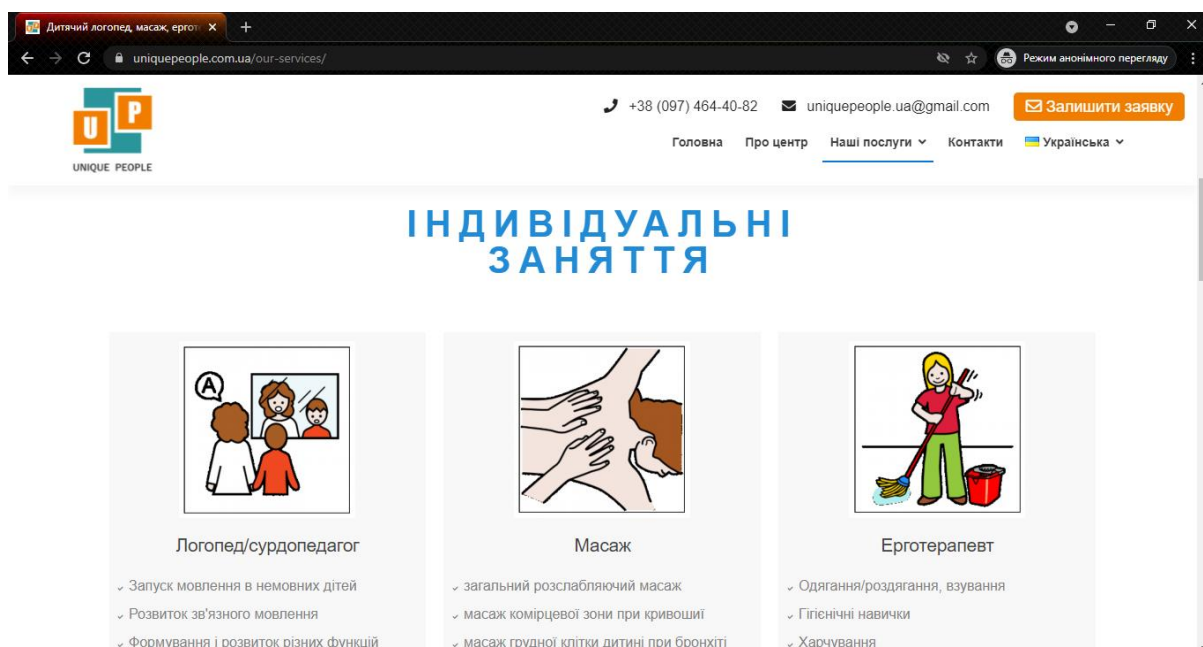 Дитячий логопед, масаж, ергот
uniquepeople.com.ua/our-services/
Режим анонімного перегляду
UP
UNIQUE PEOPLE
+38 (097) 464-40-82 uniquepeople.ua@gmail.com Залишити заявку
Головна Про центр Наші послуги Контакти Українська
ІНДИВІДУАЛЬНІ
ЗАНЯТТЯ
A
Логопед/сурдопедагог
Запуск мовлення в немовних дітей
Розвиток зв'язного мовлення
Формування і розвиток різних функцій
Масаж
загальний розслабляючий масаж
масаж комірцевої зони при кривошиї
масаж грудної клітки дитині при бронхіті
Ерготерапевт
Одягання/роздягання, взування
Гігієнічні навички
Харчування